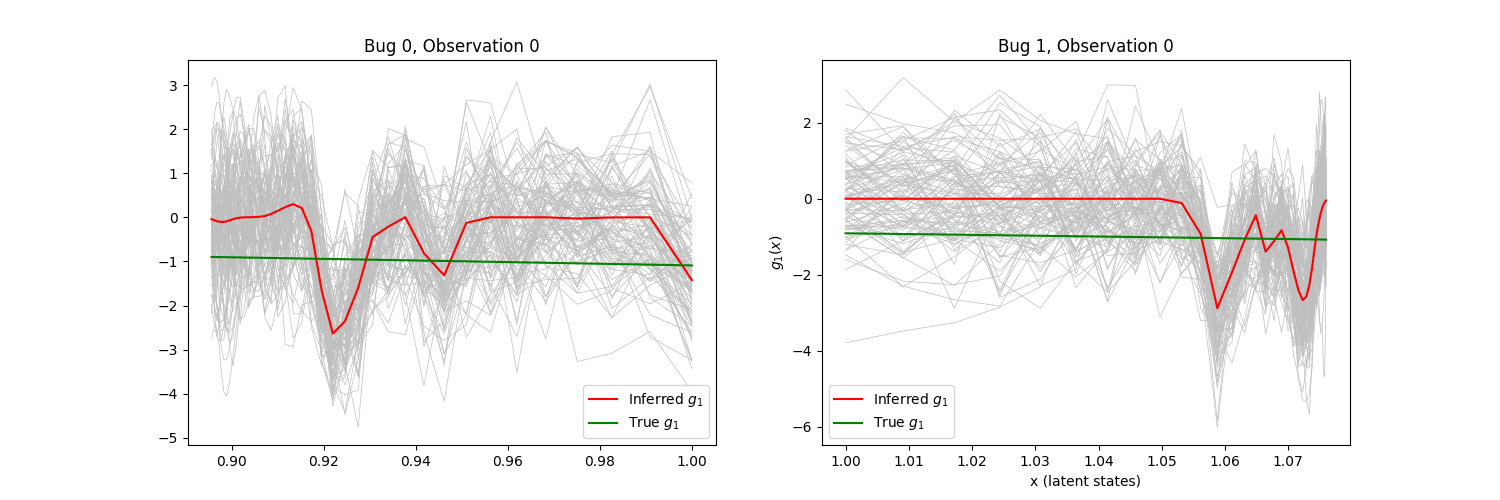 Bug 0, Observation 0
3
2
1
0
−1
−2
−3
−4
−5
0.90 0.92 0.94 0.96 0.98 1.00
Inferred g₁
True g₁
Bug 1, Observation 0
g₁(x)
2
0
−2
−4
−6
1.00 1.01 1.02 1.03 1.04 1.05 1.06 1.07
x (latent states)
Inferred g₁
True g₁